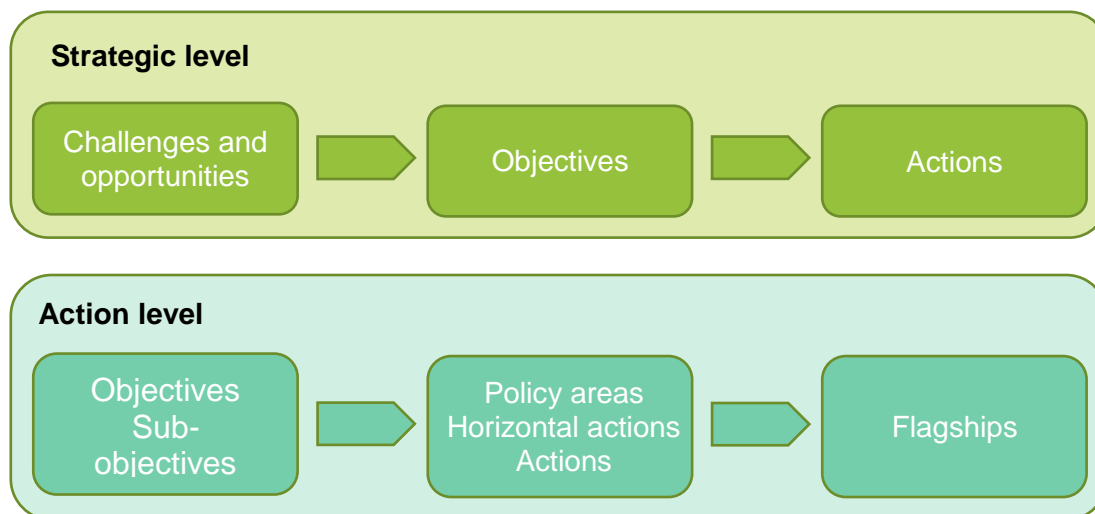 Strategic level
Challenges and
opportunities
Objectives
Actions
Action level
Objectives
Sub-
objectives
Policy areas
Horizontal actions
Actions
Flagships